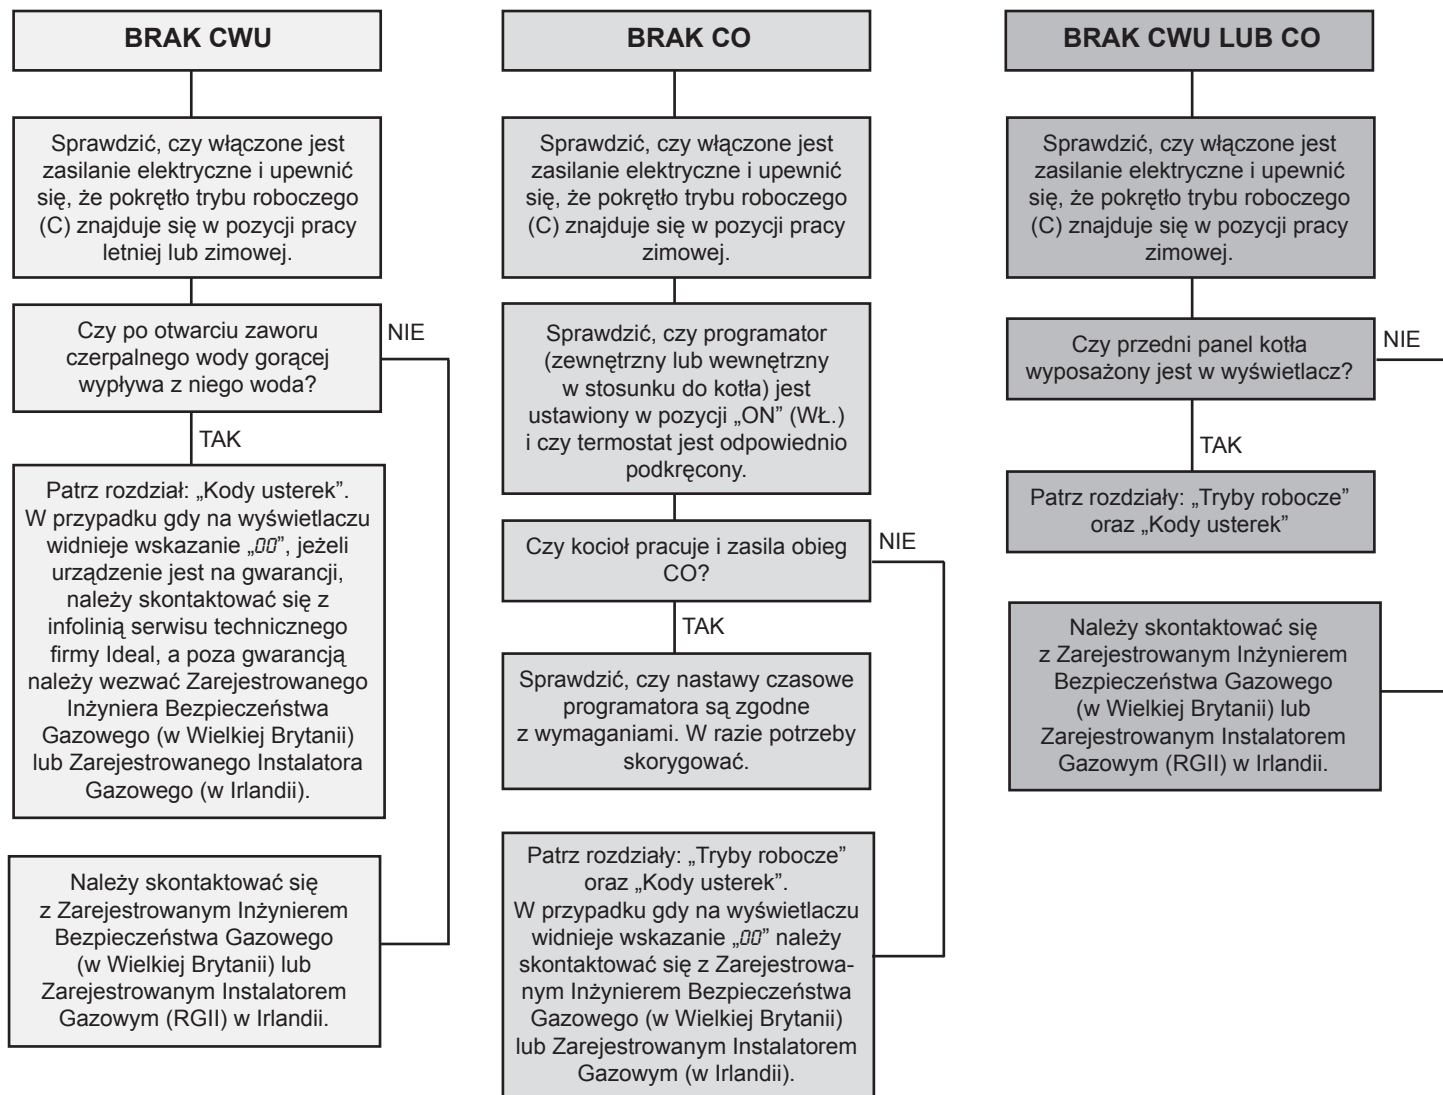 BRAK CWU
Sprawdzić, czy włączone jest
zasilanie elektryczne i upewnić
się, że pokrętło trybu roboczego
(C) znajduje się w pozycji pracy
letniej lub zimowej.
Czy po otwarciu zaworu
czerpalnego wody gorącej
wypływa z niego woda?
NIE
TAK
Patrz rozdział: „Kody usterek”.
W przypadku gdy na wyświetlaczu
widnieje wskazanie „00”, jeżeli
urządzenie jest na gwarancji,
należy skontaktować się z
infolinią serwisu technicznego
firmy Ideal, a poza gwarancją
należy wezwać Zarejestrowanego
Inżyniera Bezpieczeństwa
Gazowego (w Wielkiej Brytanii)
lub Zarejestrowanego Instalatora
Gazowego (w Irlandii).
Należy skontaktować się
z Zarejestrowanym Inżynierem
Bezpieczeństwa Gazowego
(w Wielkiej Brytanii) lub
Zarejestrowanym Instalatorem
Gazowym (RGII) w Irlandii.
BRAK CO
Sprawdzić, czy włączone jest
zasilanie elektryczne i upewnić
się, że pokrętło trybu roboczego
(C) znajduje się w pozycji pracy
zimowej.
Sprawdzić, czy programator
(zewnętrzny lub wewnętrzny
w stosunku do kotła) jest
ustawiony w pozycji „ON” (WŁ.)
i czy termostat jest odpowiednio
podkręcony.
Czy kocioł pracuje i zasila obieg
CO?
NIE
TAK
Sprawdzić, czy nastawy czasowe
programatora są zgodne
z wymaganiami. W razie potrzeby
skorygować.
Patrz rozdziały: „Tryby robocze”
oraz „Kody usterek”.
W przypadku gdy na wyświetlaczu
widnieje wskazanie „00” należy
skontaktować się z Zarejestrowa-
nym Inżynierem Bezpieczeństwa
Gazowego (w Wielkiej Brytanii)
lub Zarejestrowanym Instalatorem
Gazowym (w Irlandii).
BRAK CWU LUB CO
Sprawdzić, czy włączone jest
zasilanie elektryczne i upewnić
się, że pokrętło trybu roboczego
(C) znajduje się w pozycji pracy
zimowej.
Czy przedni panel kotła
wyposażony jest w wyświetlacz?
NIE
TAK
Patrz rozdziały: „Tryby robocze”
oraz „Kody usterek”
Należy skontaktować się
z Zarejestrowanym Inżynierem
Bezpieczeństwa Gazowego
(w Wielkiej Brytanii) lub
Zarejestrowanym Instalatorem
Gazowym (RGII) w Irlandii.